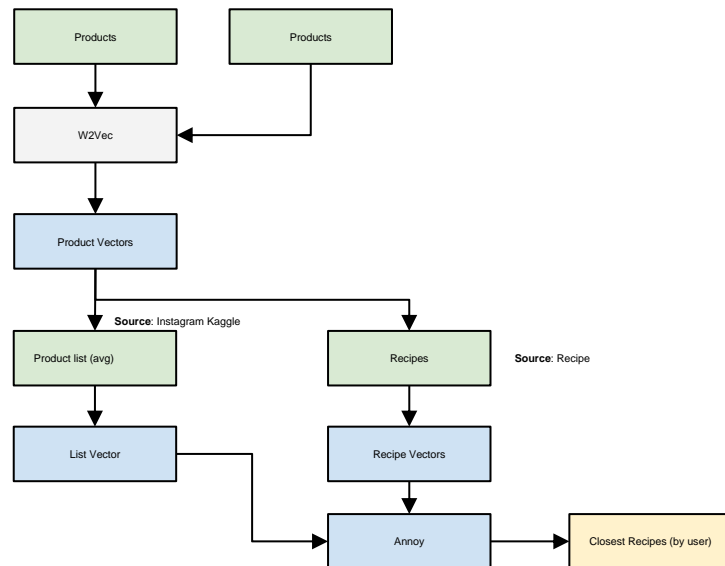 Products
Products
W2Vec
Product Vectors
Source: Instagram Kaggle
Product list (avg)
Recipes
Source: Recipe
List Vector
Recipe Vectors
Annoy
Closest Recipes (by user)